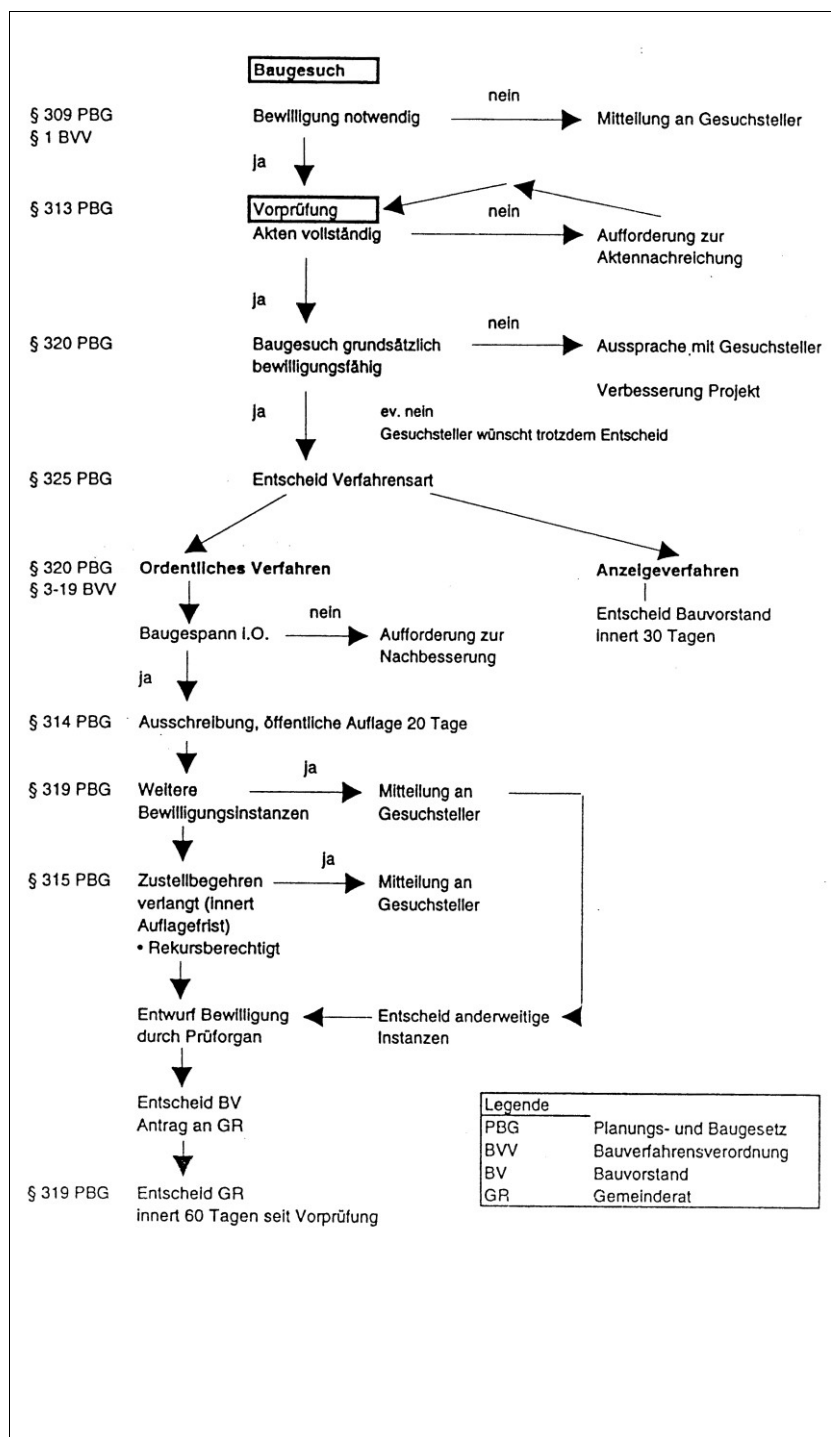 Baugesuch
nein
§ 309 PBG Bewilligung notwendig Mitteilung an Gesuchsteller
§ 1 BVV
ja
§ 313 PBG Vorprüfung nein
Akten vollständig Aufforderung zur
Aktennachreichung
ja
nein
§ 320 PBG Baugesuch grundsätzlich Aussprache mit Gesuchsteller
bewilligungsfähig
Verbesserung Projekt
ja ev. nein
Gesuchsteller wünscht trotzdem Entscheid
§ 325 PBG Entscheid Verfahrensart
§ 320 PBG Ordentliches Verfahren Anzeigeverfahren
§ 3-19 BVV
Entscheid Bauvorstand
innert 30 Tagen
nein
Baugespann i.O. Aufforderung zur
Nachbesserung
ja
§ 314 PBG Ausschreibung, öffentliche Auflage 20 Tage
ja
§ 319 PBG Weitere Mitteilung an
Bewilligungsinstanzen Gesuchsteller
ja
§ 315 PBG Zustellbegehren Mitteilung an
verlangt (innert Gesuchsteller
Auflagefrist)
• Rekursberechtigt
Entwurf Bewilligung Entscheid anderweitige
durch Prüforgan Instanzen
Entscheid BV
Antrag an GR
§ 319 PBG Entscheid GR
innert 60 Tagen seit Vorprüfung
Legende
PBG Planungs- und Baugesetz
BVV Bauverfahrensverordnung
BV Bauvorstand
GR Gemeinderat